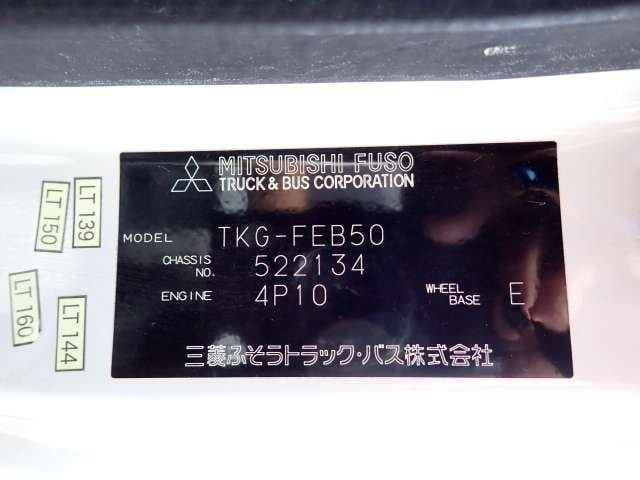 MITSUBISHI FUSO
TRUCK & BUS CORPORATION
MODEL TKG-FEB50
CHASSIS NO. 522134
ENGINE 4P10
WHEEL BASE E
三菱ふそうトラック・バス株式会社
LT 139
LT 150
LT 160
LT 144